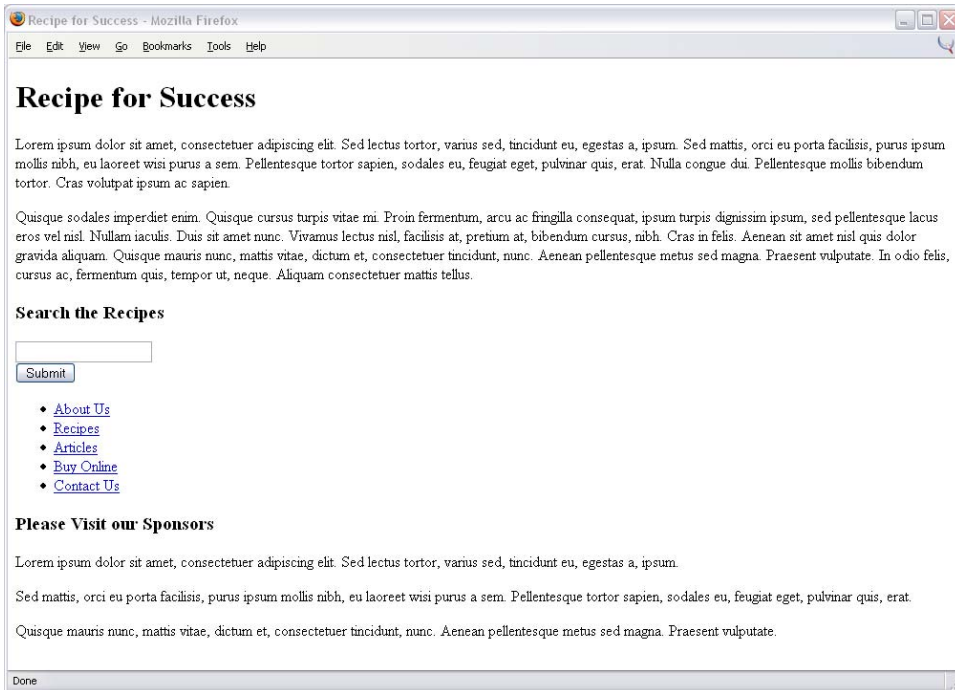 Recipe for Success - Mozilla Firefox
File Edit View Go Bookmarks Tools Help
Recipe for Success
Lorem ipsum dolor sit amet, consectetuer adipiscing elit. Sed lectus tortor, varius sed, tincidunt eu, egestas a, ipsum. Sed mattis, orci eu porta facilisis, purus ipsum
mollis nibh, eu laoreet wisi purus a sem. Pellentesque tortor sapien, sodales eu, feugiat eget, pulvinar quis, erat. Nulla congue dui. Pellentesque mollis bibendum
tortor. Cras volutpat ipsum ac sapien.
Quisque sodales imperdiet enim. Quisque cursus turpis vitae mi. Proin fermentum, arcu ac fringilla consequat, ipsum turpis dignissim ipsum, sed pellentesque lacus
eros vel nisl. Nullam iaculis. Duis sit amet nunc. Vivamus lectus nisl, facilisis at, pretium at, bibendum cursus, nibh. Cras in felis. Aenean sit amet nisl quis dolor
gravida aliquam. Quisque mauris nunc, mattis vitae, dictum et, consectetuer tincidunt, nunc. Aenean pellentesque metus sed magna. Praesent vulputate. In odio felis,
cursus ac, fermentum quis, tempor ut, neque. Aliquam consectetuer mattis tellus.
Search the Recipes
Submit
About Us
Recipes
Articles
Buy Online
Contact Us
Please Visit our Sponsors
Lorem ipsum dolor sit amet, consectetuer adipiscing elit. Sed lectus tortor, varius sed, tincidunt eu, egestas a, ipsum.
Sed mattis, orci eu porta facilisis, purus ipsum mollis nibh, eu laoreet wisi purus a sem. Pellentesque tortor sapien, sodales eu, feugiat eget, pulvinar quis, erat.
Quisque mauris nunc, mattis vitae, dictum et, consectetuer tincidunt, nunc. Aenean pellentesque metus sed magna. Praesent vulputate.
Done